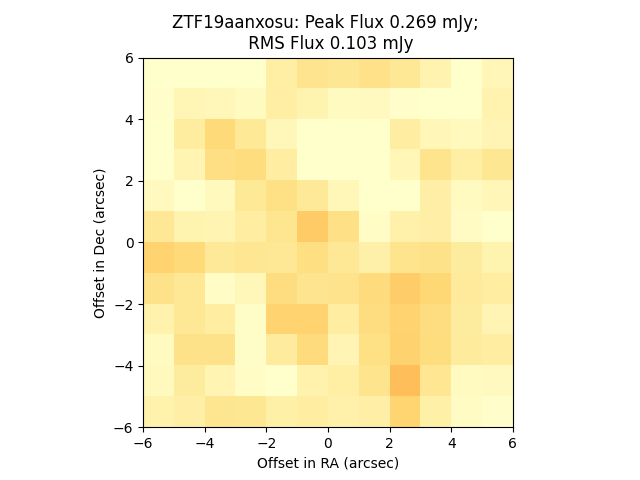 ZTF19aanxosu: Peak Flux 0.269 mJy;
RMS Flux 0.103 mJy
6
4
2
0
−2
−4
−6
Offset in Dec (arcsec)
−6 −4 −2 0 2 4 6
Offset in RA (arcsec)